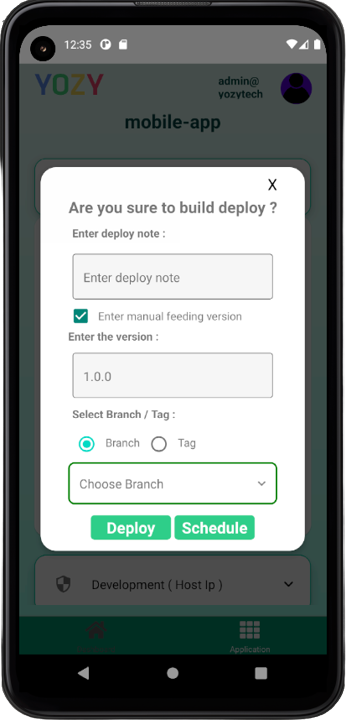 12:35
YOZY
admin@
yozytech
mobile-app
X
Are you sure to build deploy ?
Enter deploy note :
Enter deploy note
Enter manual feeding version
Enter the version :
1.0.0
Select Branch / Tag :
Branch Tag
Choose Branch
Deploy Schedule
Development ( Host Ip )
Application